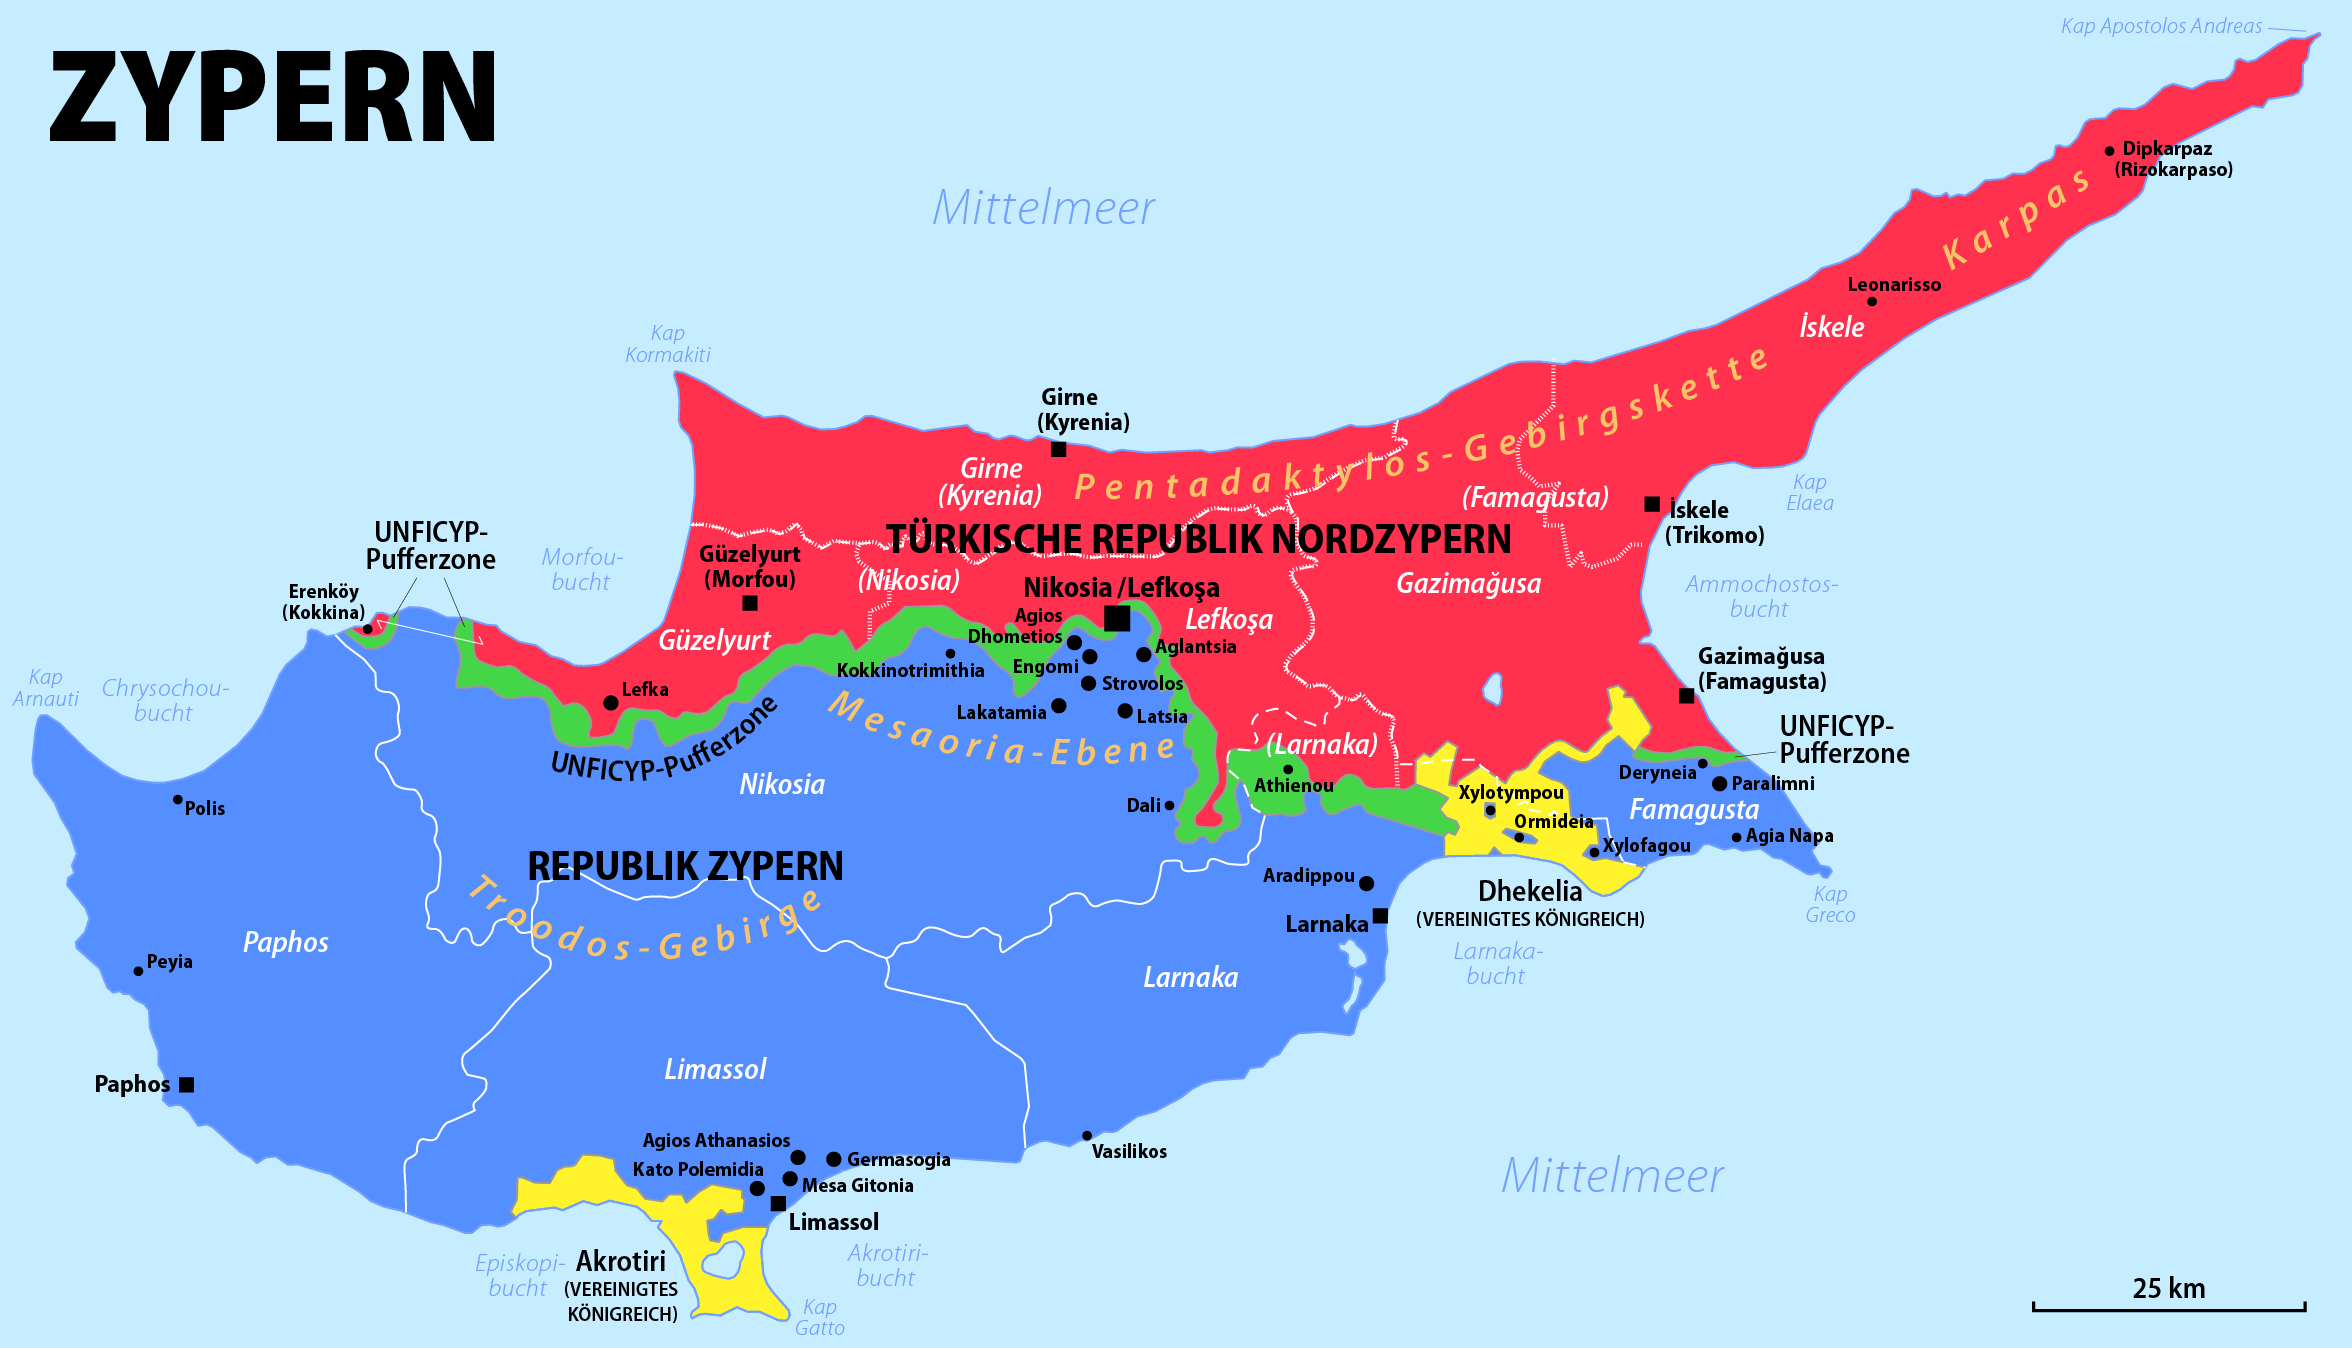 ZYPERN
Kap Apostolos Andreas
Dipkarpaz
(Rizokarpaso)
Karpas
Mittelmeer
Leonarisso
İskele
Kap
Kormakiti
Pentadaktylos-Gebirgskette
Girne
(Kyrenia)
Girne
(Kyrenia)
(Famagusta)
Kap
Elaea
İskele
(Trikomo)
TÜRKISCHE REPUBLIK NORDZYPERN
UNFICYP-
Pufferzone
Morfou-
bucht
Güzelyurt
(Morfou)
(Nikosia)
Nikosia/Lefkoşa
Gazimağusa
Ammochostos-
bucht
Erenköy
(Kokkina)
Güzelyurt
Agios
Dhometios
Lefkoşa
Aglantsia
Kokkinotrimithia
Engomi
Strovolos
Gazimağusa
(Famagusta)
Kap
Arnauti
Chrysochou-
bucht
Lefka
Lakatamia
Latsia
Mesaoria-Ebene
UNFICYP-Pufferzone
(Larnaka)
UNFICYP-
Pufferzone
Nikosia
Athienou
Deryneia
Paralimni
Polis
Dali
Xylotympou
Famagusta
Ormideia
Xylofagou
Agia Napa
REPUBLIK ZYPERN
Troodos-Gebirge
Aradippou
Dhekelia
(VEREINIGTES KÖNIGREICH)
Kap
Greco
Larnaka
Paphos
Larnaka-
bucht
Peyia
Larnaka
Limassol
Paphos
Agios Athanasios
Germasogia
Kato Polemidia
Mesa Gitonia
Vasilikos
Mittelmeer
Limassol
Episkopi-
bucht
Akrotiri
(VEREINIGTES
KÖNIGREICH)
Akrotiri-
bucht
Kap
Gatto
25 km